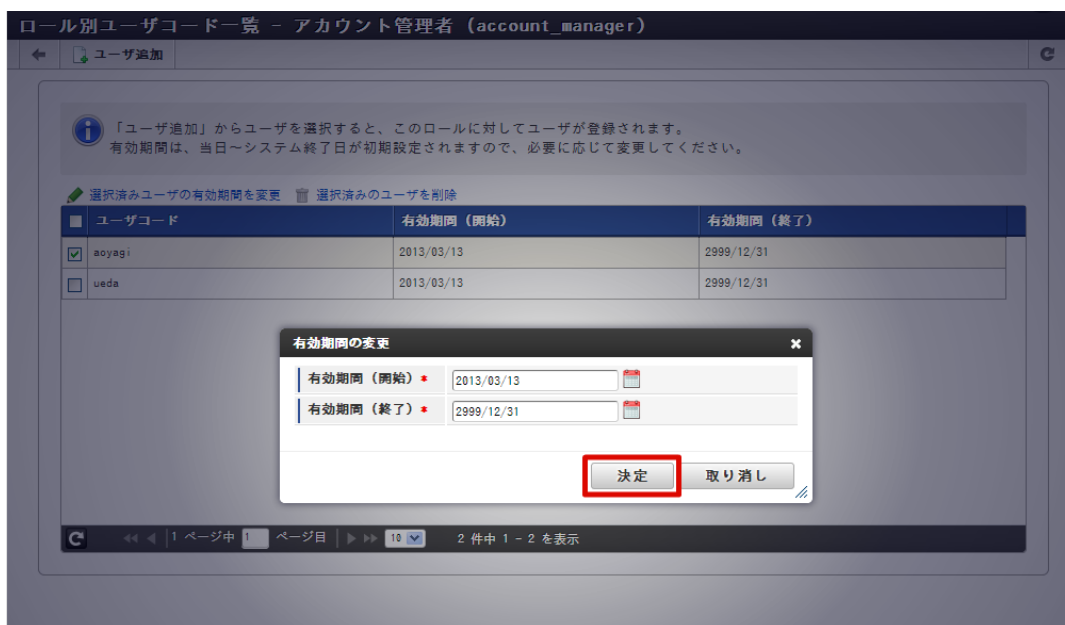 ロール別ユーザコード一覧 - アカウント管理者 (account_manager)
ユーザ追加
「ユーザ追加」からユーザを選択すると、このロールに対してユーザが登録されます。
有効期間は、当日～システム終了日が初期設定されますので、必要に応じて変更してください。
選択済みユーザの有効期間を変更 選択済みのユーザを削除
ユーザコード 有効期間（開始） 有効期間（終了）
aoyagi 2013/03/13 2999/12/31
ueda 2013/03/13 2999/12/31
有効期間の変更
有効期間（開始）* 2013/03/13
有効期間（終了）* 2999/12/31
決定 取り消し
1 ページ中 1 ページ目 10 2 件中 1 - 2 を表示